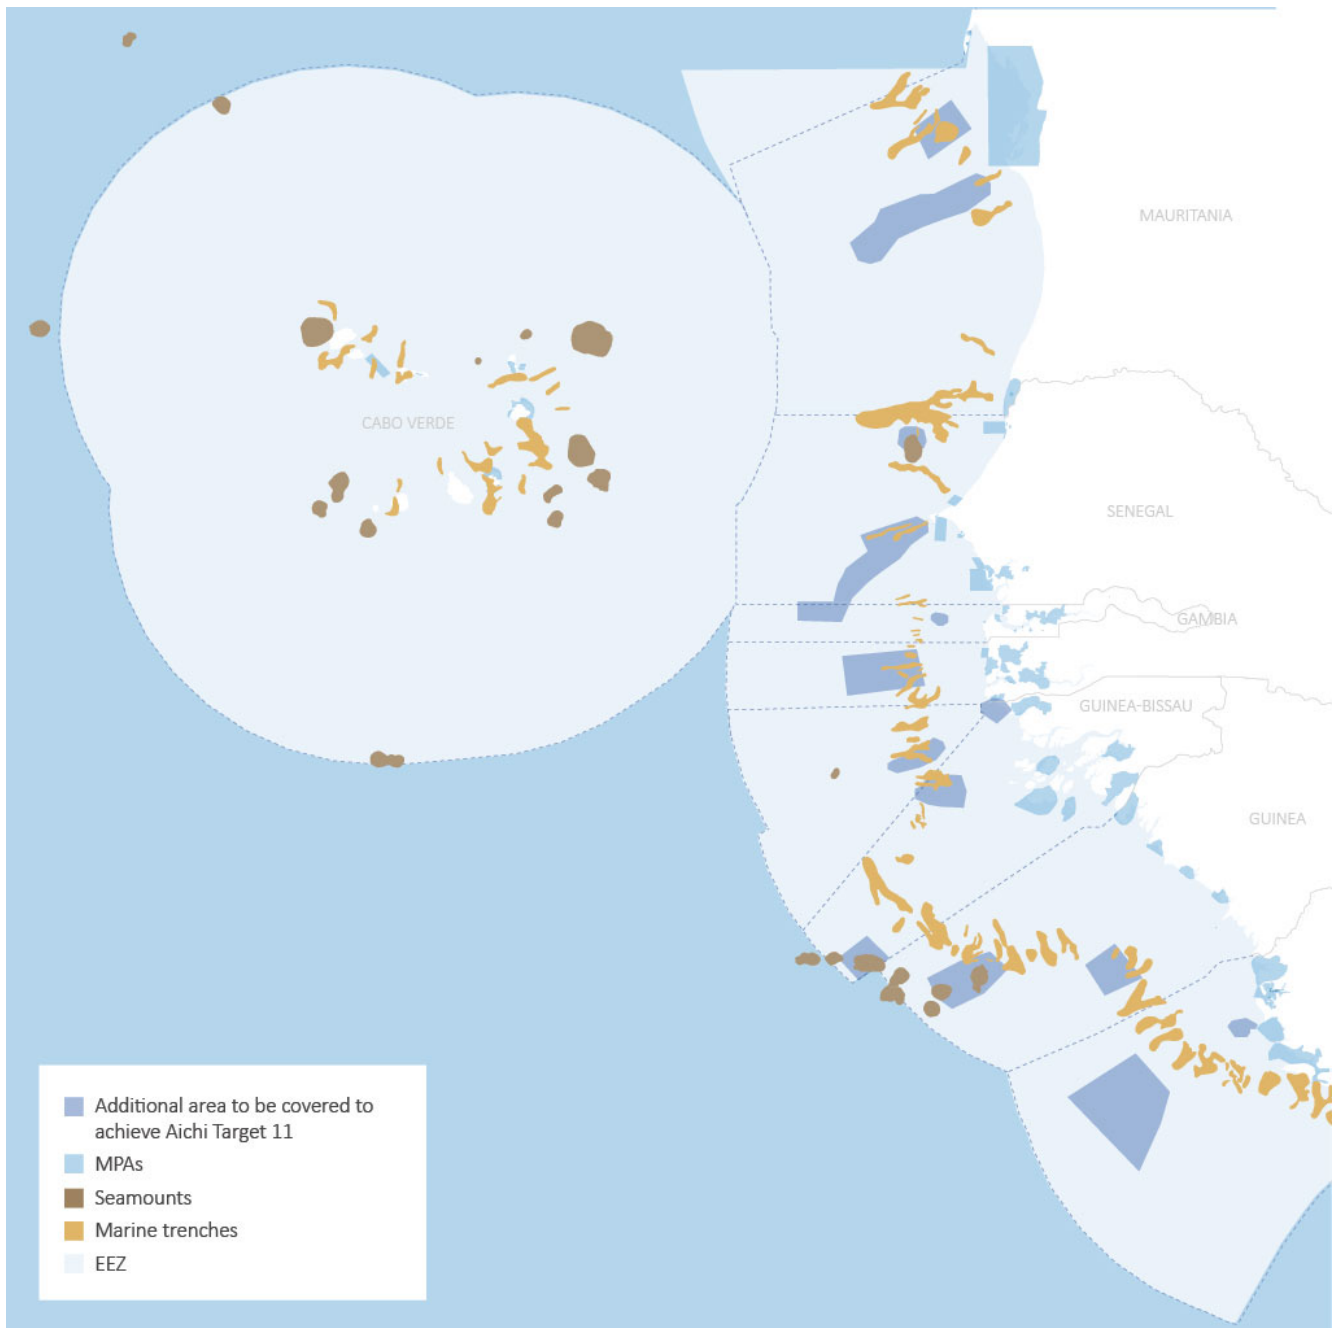 MAURITANIA
CABO VERDE
SENEGAL
GAMBIA
GUINEA-BISSAU
GUINEA
Additional area to be covered to
achieve Aichi Target 11
MPAs
Seamounts
Marine trenches
EEZ